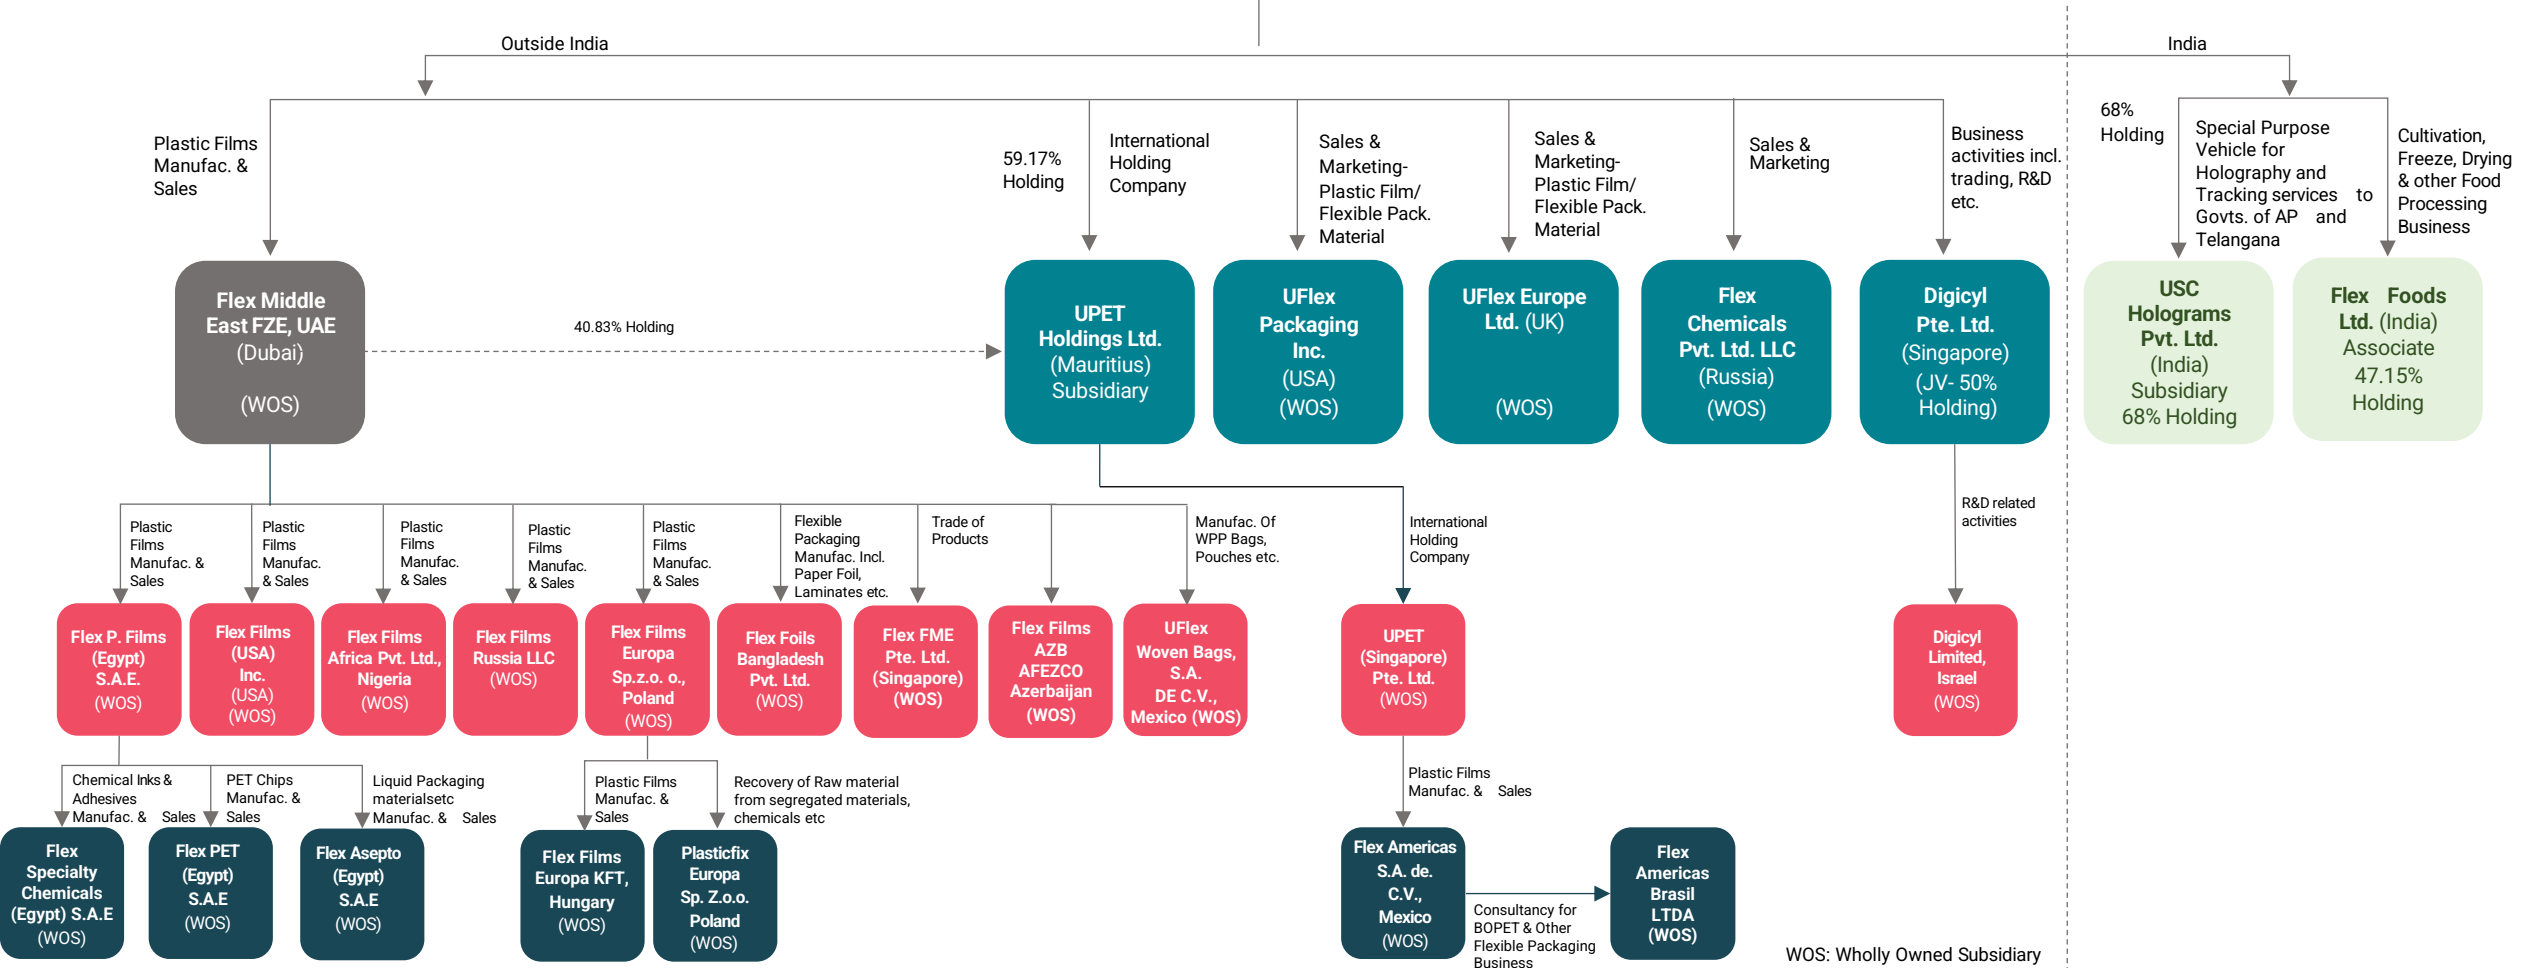 Outside India
India
Plastic Films
Manufac. &
Sales
59.17%
Holding
International
Holding
Company
Sales &
Marketing-
Plastic Film/
Flexible Pack.
Material
Sales &
Marketing-
Plastic Film/
Flexible Pack.
Material
Sales &
Marketing
Business
activities incl.
trading, R&D
etc.
68%
Holding
Special Purpose
Vehicle for
Holography and
Tracking services to
Govts. of AP and
Telangana
Cultivation,
Freeze, Drying
& other Food
Processing
Business
Flex Middle
East FZE, UAE
(Dubai)
(WOS)
40.83% Holding
UPET
Holdings Ltd.
(Mauritius)
Subsidiary
UFlex
Packaging
Inc.
(USA)
(WOS)
UFlex Europe
Ltd. (UK)
(WOS)
Flex
Chemicals
Pvt. Ltd. LLC
(Russia)
(WOS)
Digicyl
Pte. Ltd.
(Singapore)
(JV- 50%
Holding)
USC
Holograms
Pvt. Ltd.
(India)
Subsidiary
68% Holding
Flex Foods
Ltd. (India)
Associate
47.15%
Holding
Plastic
Films
Manufac. &
Sales
Plastic
Films
Manufac.
& Sales
Plastic
Films
Manufac.
& Sales
Plastic
Films
Manufac.
& Sales
Plastic
Films
Manufac.
& Sales
Flexible
Packaging
Manufac. Incl.
Paper Foil,
Laminates etc.
Trade of
Products
Manufac. Of
WPP Bags,
Pouches etc.
International
Holding
Company
R&D related
activities
Flex P. Films
(Egypt)
S.A.E.
(WOS)
Flex Films
(USA)
Inc.
(USA)
(WOS)
Flex Films
Africa Pvt. Ltd.,
Nigeria
(WOS)
Flex Films
Russia LLC
(WOS)
Flex Films
Europa
Sp.z.o. o.,
Poland
(WOS)
Flex Foils
Bangladesh
Pvt. Ltd.
(WOS)
Flex FME
Pte. Ltd.
(Singapore)
(WOS)
Flex Films
AZB
AFEZCO
Azerbaijan
(WOS)
UFlex
Woven Bags,
S.A.
DE C.V.,
Mexico (WOS)
UPET
(Singapore)
Pte. Ltd.
(WOS)
Digicyl
Limited,
Israel
(WOS)
Chemical Inks &
Adhesives
Manufac. & Sales
PET Chips
Manufac. &
Sales
Liquid Packaging
materialsetc
Manufac. & Sales
Plastic Films
Manufac. &
Sales
Recovery of Raw material
from segregated materials,
chemicals etc
Plastic Films
Manufac. & Sales
Flex
Specialty
Chemicals
(Egypt) S.A.E
(WOS)
Flex PET
(Egypt)
S.A.E
(WOS)
Flex Asepto
(Egypt)
S.A.E
(WOS)
Flex Films
Europa KFT,
Hungary
(WOS)
Plasticfix
Europa
Sp. Z.o.o.
Poland
(WOS)
Flex Americas
S.A. de.
C.V.,
Mexico
(WOS)
Consultancy for
BOPET & Other
Flexible Packaging
Business
Flex
Americas
Brasil
LTDA
(WOS)
WOS: Wholly Owned Subsidiary